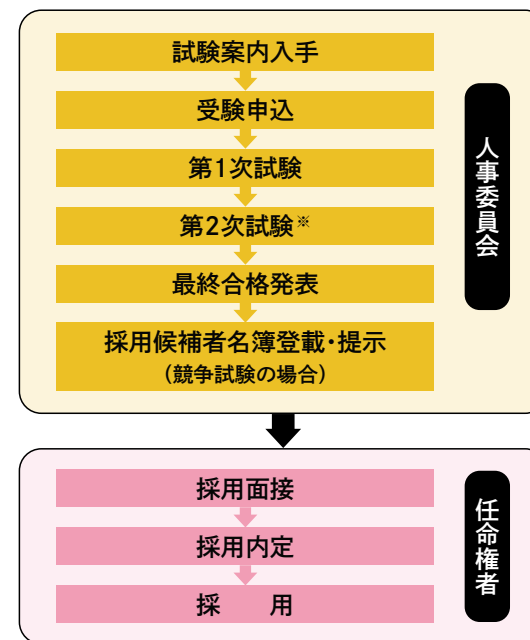 試験案内入手
受験申込
第1次試験
第2次試験※
最終合格発表
採用候補者名簿登載・提示
(競争試験の場合)
人事委員会
採用面接
採用内定
採　用
任命権者